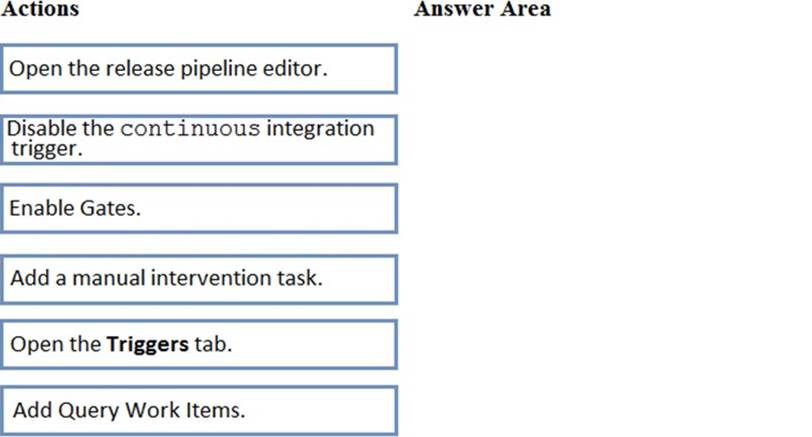 Actions
Answer Area
Open the release pipeline editor.
Disable the continuous integration
trigger.
Enable Gates.
Add a manual intervention task.
Open the Triggers tab.
Add Query Work Items.